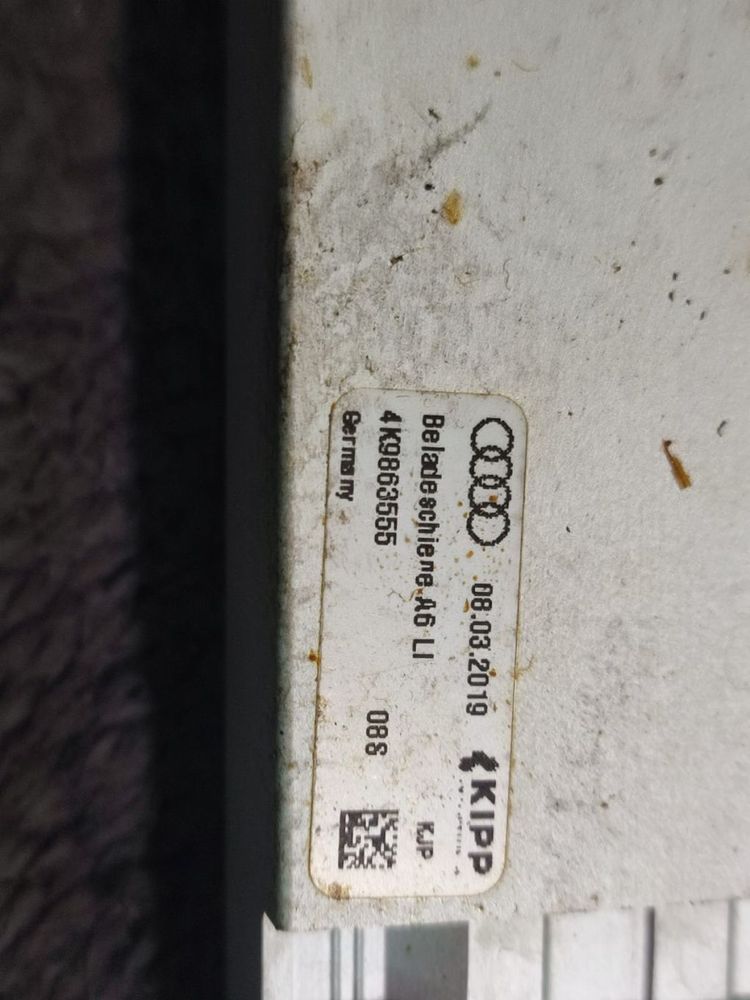 08.03.2019 KIPP
Beladeschiene A6 LI KJP
4K9863555 08S
Germany